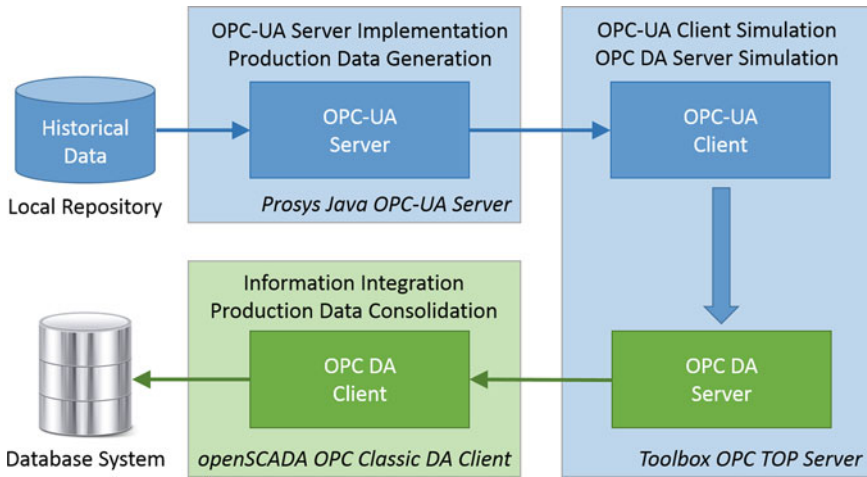 OPC-UA Server Implementation
Production Data Generation
OPC-UA Client Simulation
OPC DA Server Simulation
Historical
Data
OPC-UA
Server
OPC-UA
Client
Local Repository
Prosys Java OPC-UA Server
Information Integration
Production Data Consolidation
OPC DA
Client
OPC DA
Server
Database System
openSCADA OPC Classic DA Client
Toolbox OPC TOP Server